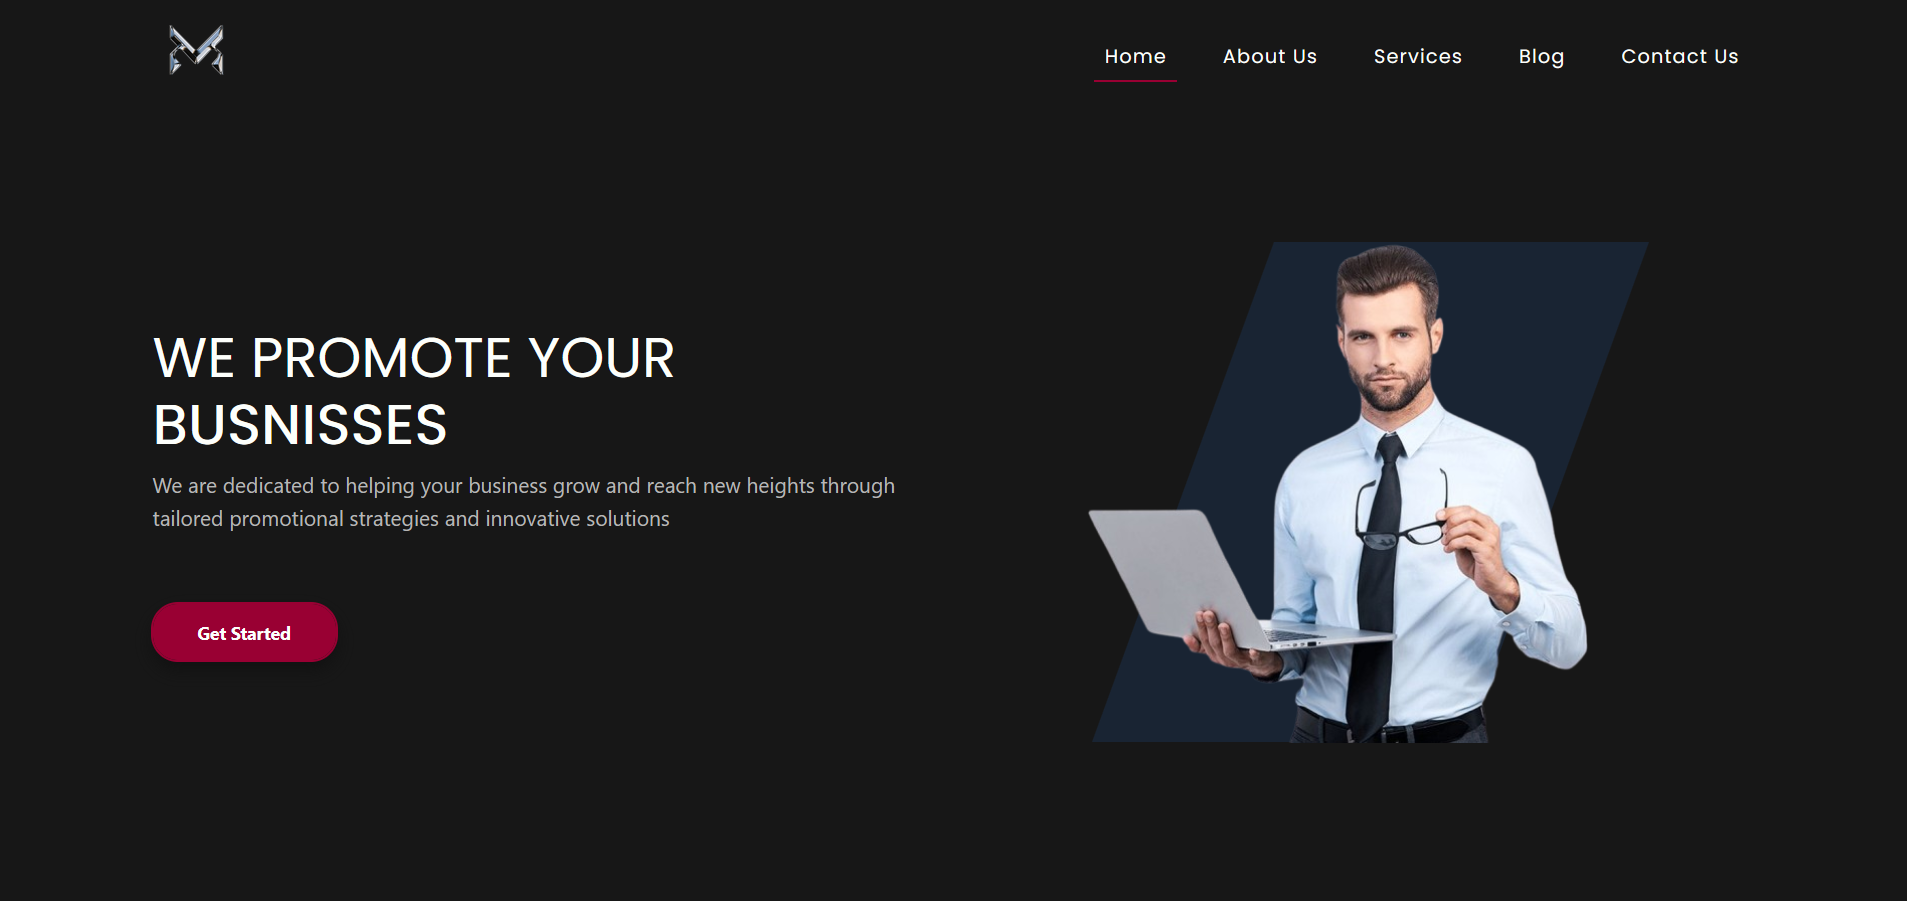 Home About Us Services Blog Contact Us
WE PROMOTE YOUR
BUSNISSES
We are dedicated to helping your business grow and reach new heights through
tailored promotional strategies and innovative solutions
Get Started